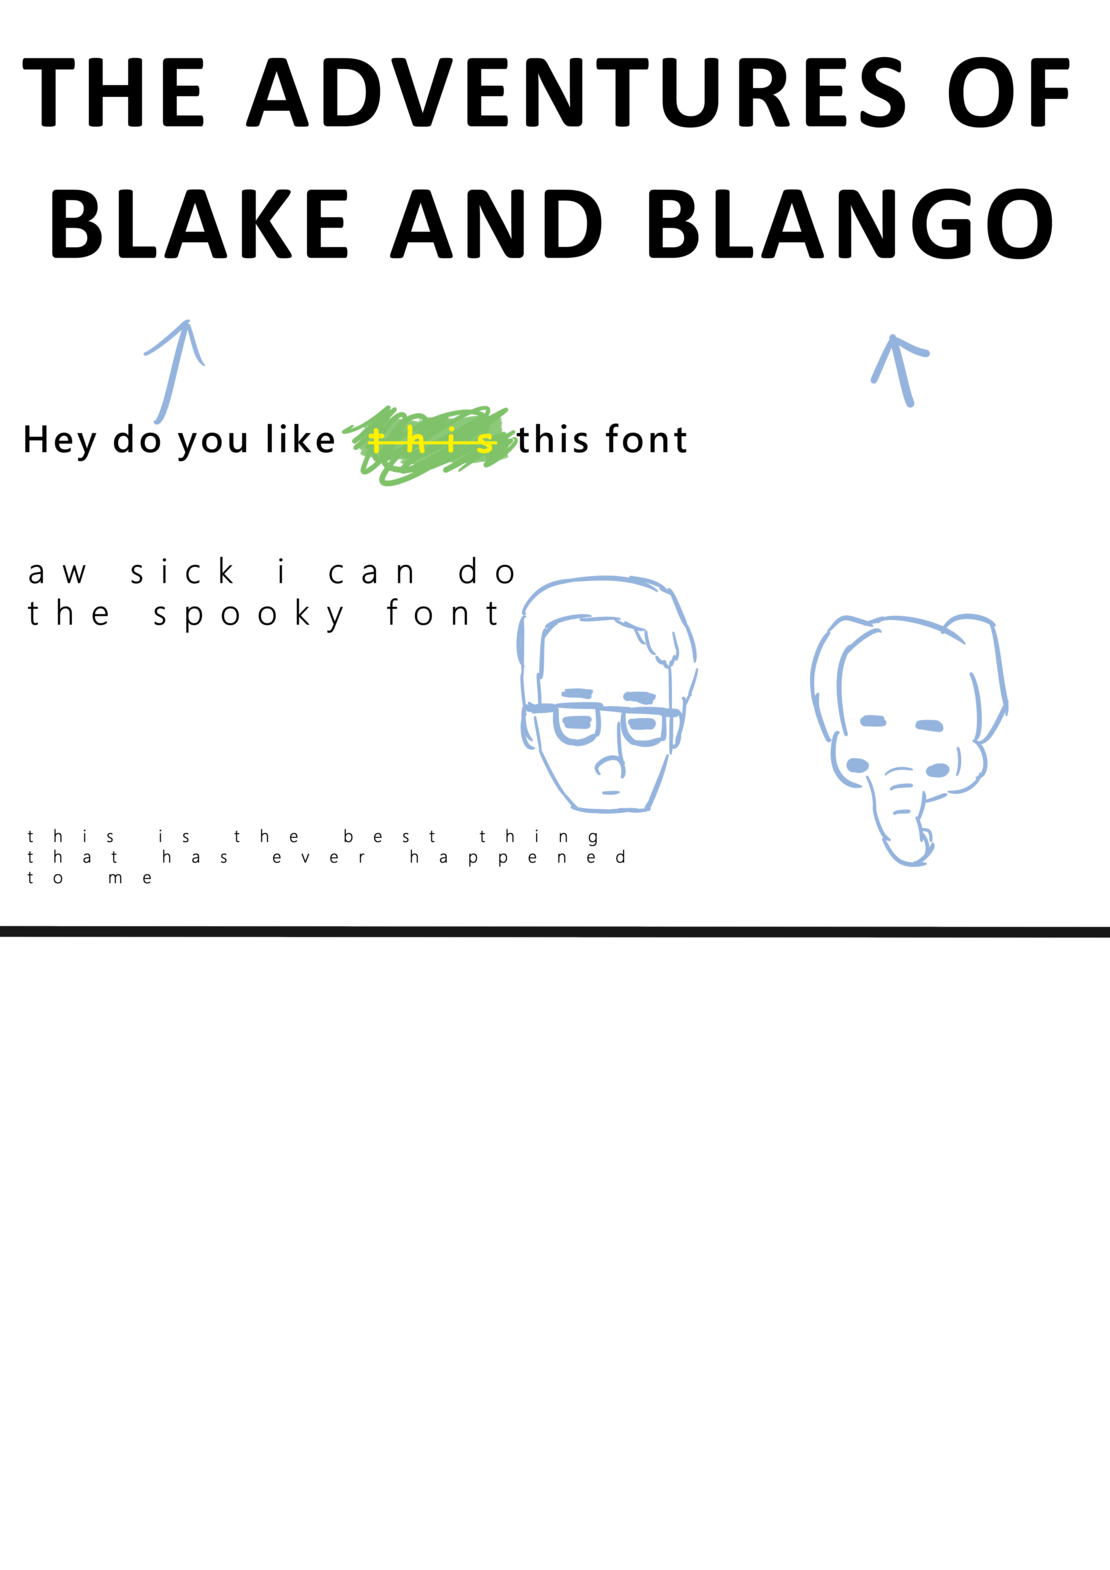 THE ADVENTURES OF
BLAKE AND BLANGO
Hey do you like this this font
aw sick i can do
the spooky font
this is the best thing
that has ever happened
to me